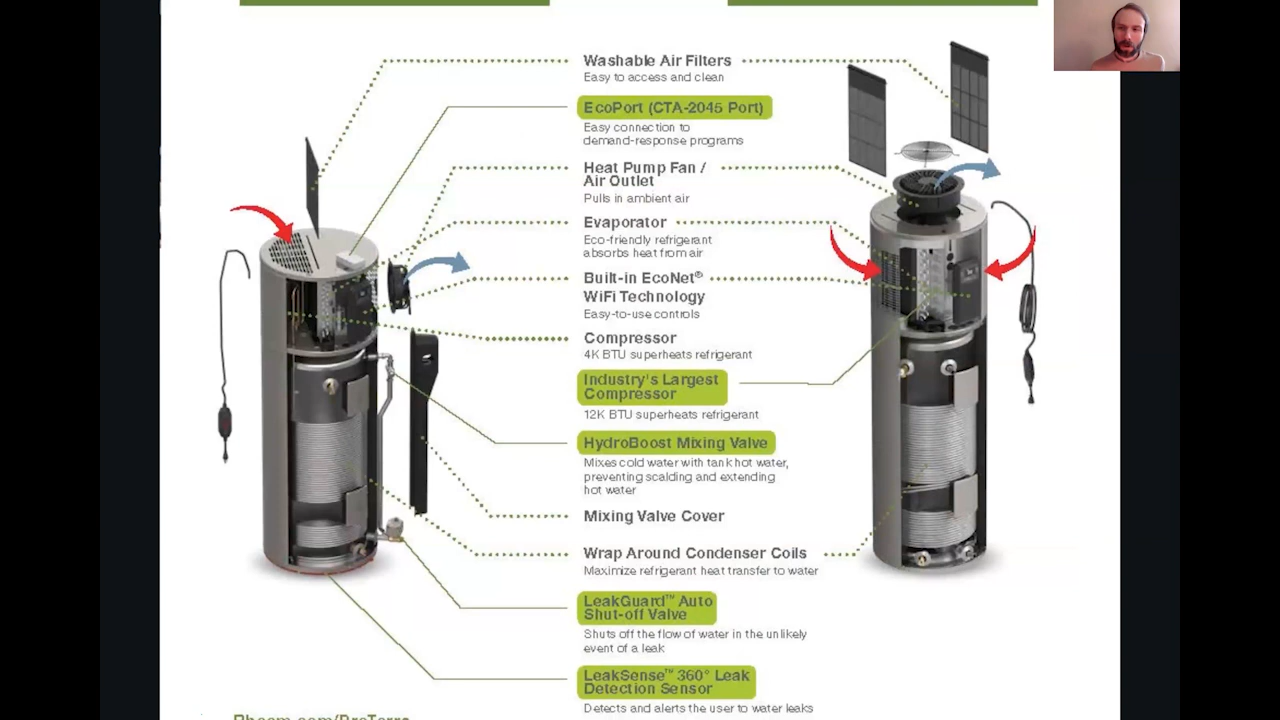 Washable Air Filters
Easy to access and clean
EcoPort (CTA-2045 Port)
Easy connection to
demand-response programs
Heat Pump Fan /
Air Outlet
Pulls in ambient air
Evaporator
Eco-friendly refrigerant
absorbs heat from air
Built-in EcoNet®
WiFi Technology
Easy-to-use controls
Compressor
4K BTU superheats refrigerant
Industry's Largest
Compressor
12K BTU superheats refrigerant
HydroBoost Mixing Valve
Mixes cold water with tank hot water,
preventing scalding and extending
hot water
Mixing Valve Cover
Wrap Around Condenser Coils
Maximize refrigerant heat transfer to water
LeakGuard™ Auto
Shut-off Valve
Shuts off the flow of water in the unlikely
event of a leak
LeakSense™ 360° Leak
Detection Sensor
Detects and alerts the user to water leaks